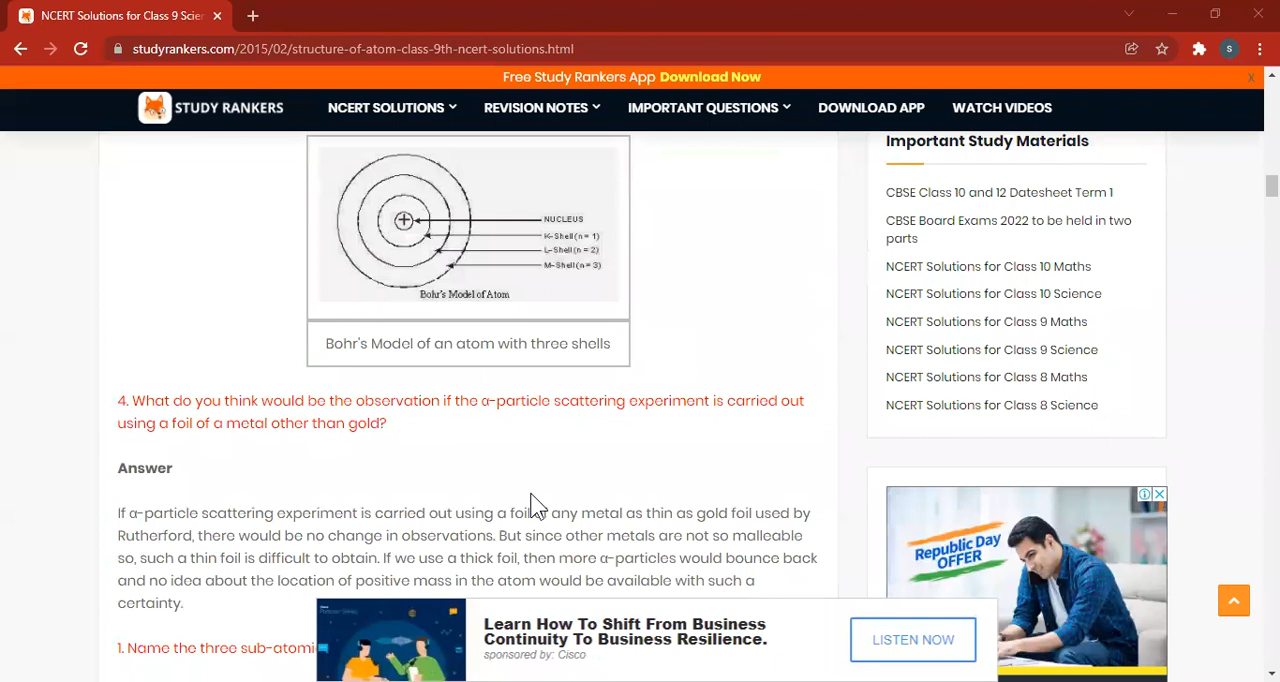 NCERT Solutions for Class 9 Scie
studyrankers.com/2015/02/structure-of-atom-class-9th-ncert-solutions.html
S
Free Study Rankers App Download Now
X
STUDY RANKERS
NCERT SOLUTIONS
REVISION NOTES
IMPORTANT QUESTIONS
DOWNLOAD APP
WATCH VIDEOS
NUCLEUS
K-Shell (n = 1)
L-Shell (n = 2)
M-Shell (n = 3)
Bohr's Model of Atom
Bohr's Model of an atom with three shells
4. What do you think would be the observation if the α-particle scattering experiment is carried out
using a foil of a metal other than gold?
Answer
If α-particle scattering experiment is carried out using a foil of any metal as thin as gold foil used by
Rutherford, there would be no change in observations. But since other metals are not so malleable
so, such a thin foil is difficult to obtain. If we use a thick foil, then more α-particles would bounce back
and no idea about the location of positive mass in the atom would be available with such a
certainty.
1. Name the three sub-atomi
Important Study Materials
CBSE Class 10 and 12 Datesheet Term 1
CBSE Board Exams 2022 to be held in two
parts
NCERT Solutions for Class 10 Maths
NCERT Solutions for Class 10 Science
NCERT Solutions for Class 9 Maths
NCERT Solutions for Class 9 Science
NCERT Solutions for Class 8 Maths
NCERT Solutions for Class 8 Science
Republic Day
OFFER
Learn How To Shift From Business
Continuity To Business Resilience.
sponsored by: Cisco
LISTEN NOW